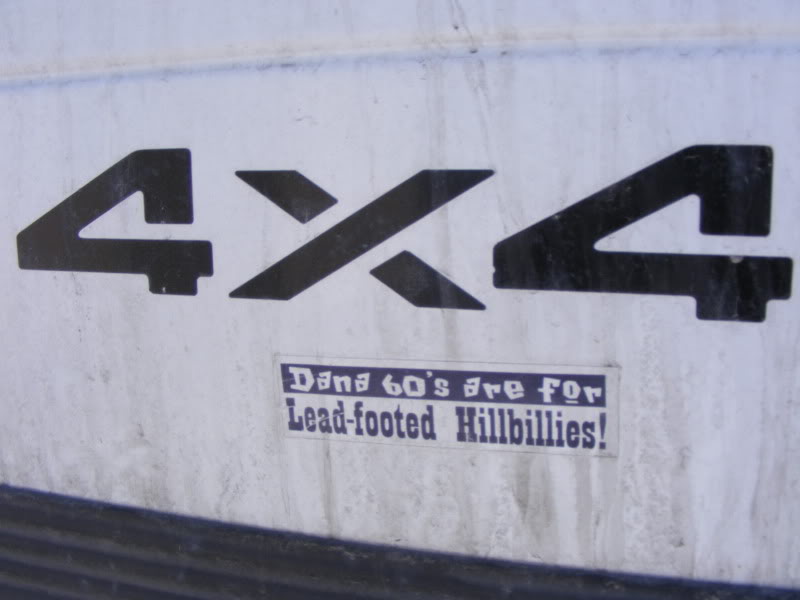 4x4
Dana 60's are for
Lead-footed Hillbillies!